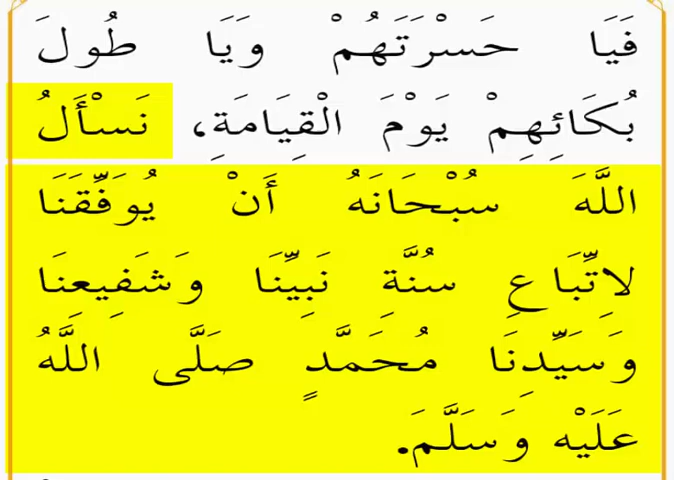 فَيَا حَسْرَتَهُمْ وَيَا طُولَ
بُكَائِهِمْ يَوْمَ الْقِيَامَةِ، نَسْأَلُ
اللَّهَ سُبْحَانَهُ أَنْ يُوَفِّقَنَا
لِاتِّبَاعِ سُنَّةِ نَبِيِّنَا وَشَفِيعِنَا
وَسَيِّدِنَا مُحَمَّدٍ صَلَّى اللَّهُ
عَلَيْهِ وَسَلَّمَ.